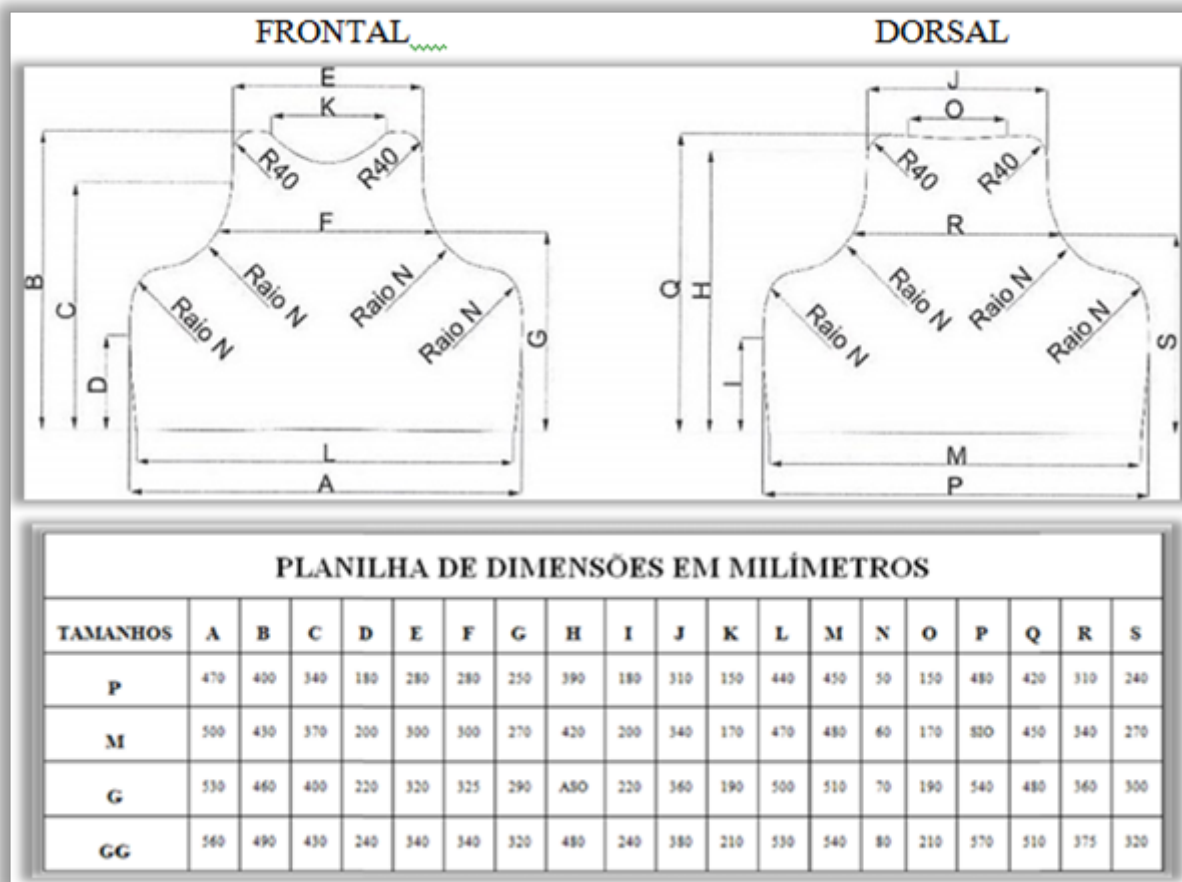 FRONTAL DORSAL
E J
K O
R40 R40 R40 R40
F R
B C D G Q H I S
Raio N Raio N Raio N Raio N
Raio N Raio N Raio N Raio N
L M
A P
PLANILHA DE DIMENSÕES EM MILÍMETROS
TAMANHOS A B C D E F G H I J K L M N O P Q R S
P 470 400 340 180 280 280 250 390 180 310 150 440 450 50 150 480 420 310 240
M 500 430 370 200 300 300 270 420 200 340 170 470 480 60 170 SIO 450 340 270
G 530 460 400 220 320 325 290 ASO 220 360 190 500 510 70 190 540 480 360 300
GG 560 490 430 240 340 340 320 480 240 380 210 530 540 80 210 570 510 375 320